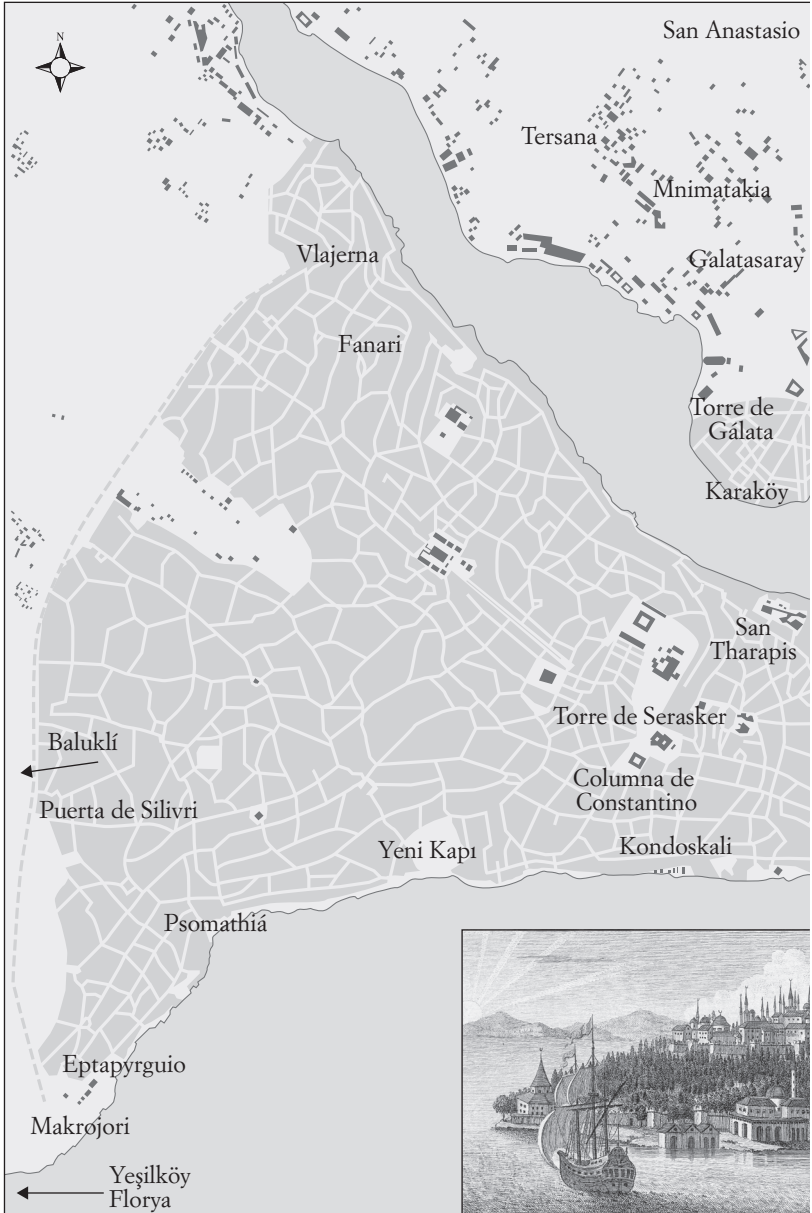 N
San Anastasio
Tersana
Mnimatakia
Galatasaray
Vlajerna
Fanari
Torre de
Gálata
Karaköy
San
Tharapis
Torre de Serasker
Baluklí
Columna de
Constantino
Puerta de Silivri
Yeni Kapı
Kondoskali
Psomathiá
Eptapyrguio
Makrojori
Yeşilköy
Florya